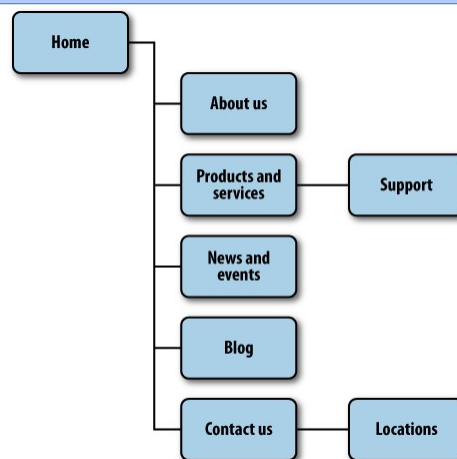 Home
About us
Products and
services
Support
News and
events
Blog
Contact us
Locations